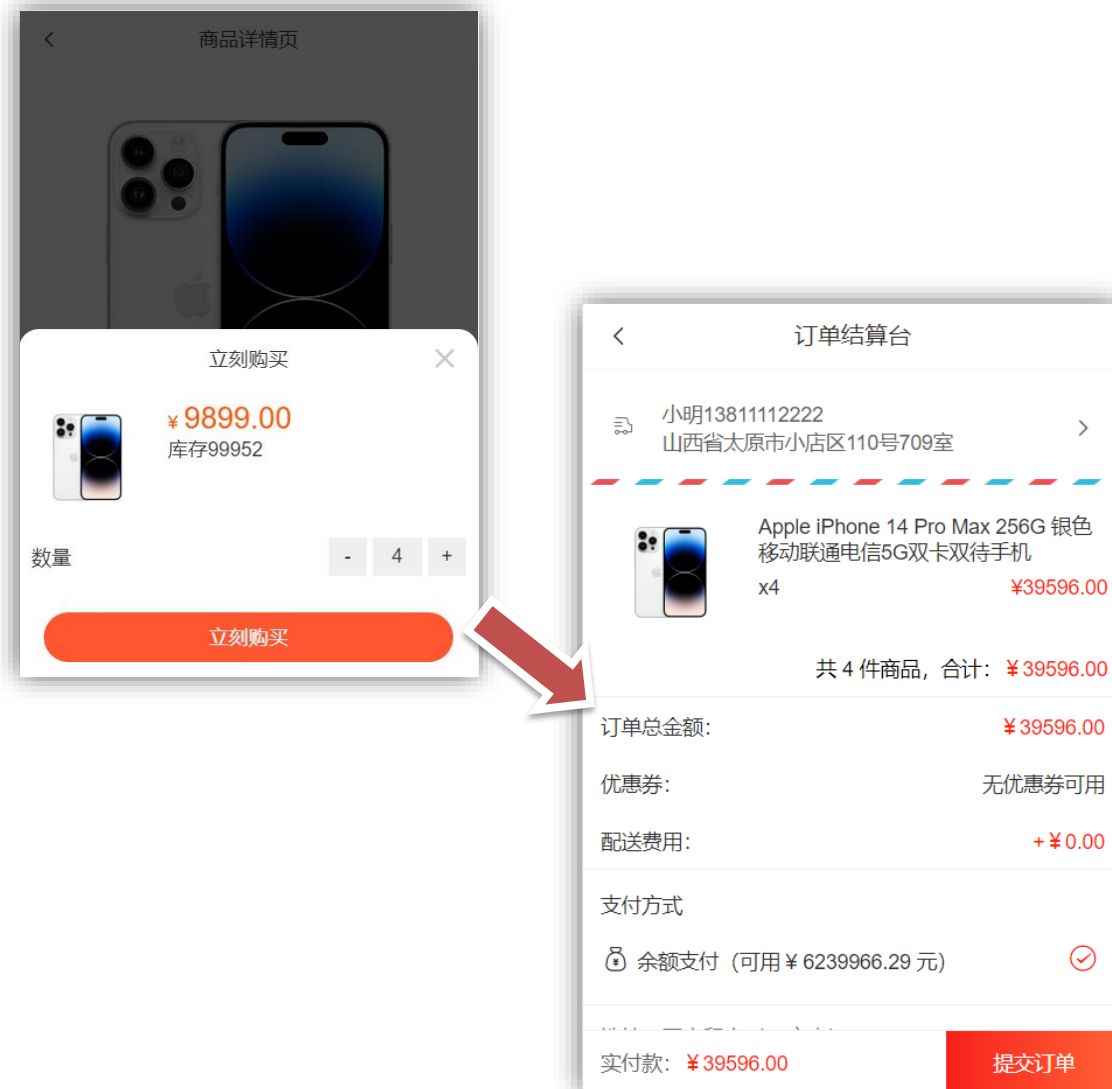 商品详情页
立刻购买
¥ 9899.00
库存99952
数量
- 4 +
立刻购买
订单结算台
小明13811112222
山西省太原市小店区110号709室
Apple iPhone 14 Pro Max 256G 银色
移动联通电信5G双卡双待手机
x4 ¥39596.00
共 4 件商品，合计：¥39596.00
订单总金额： ¥39596.00
优惠券： 无优惠券可用
配送费用： +¥0.00
支付方式
余额支付（可用 ¥ 6239966.29 元）
实付款：¥39596.00 提交订单